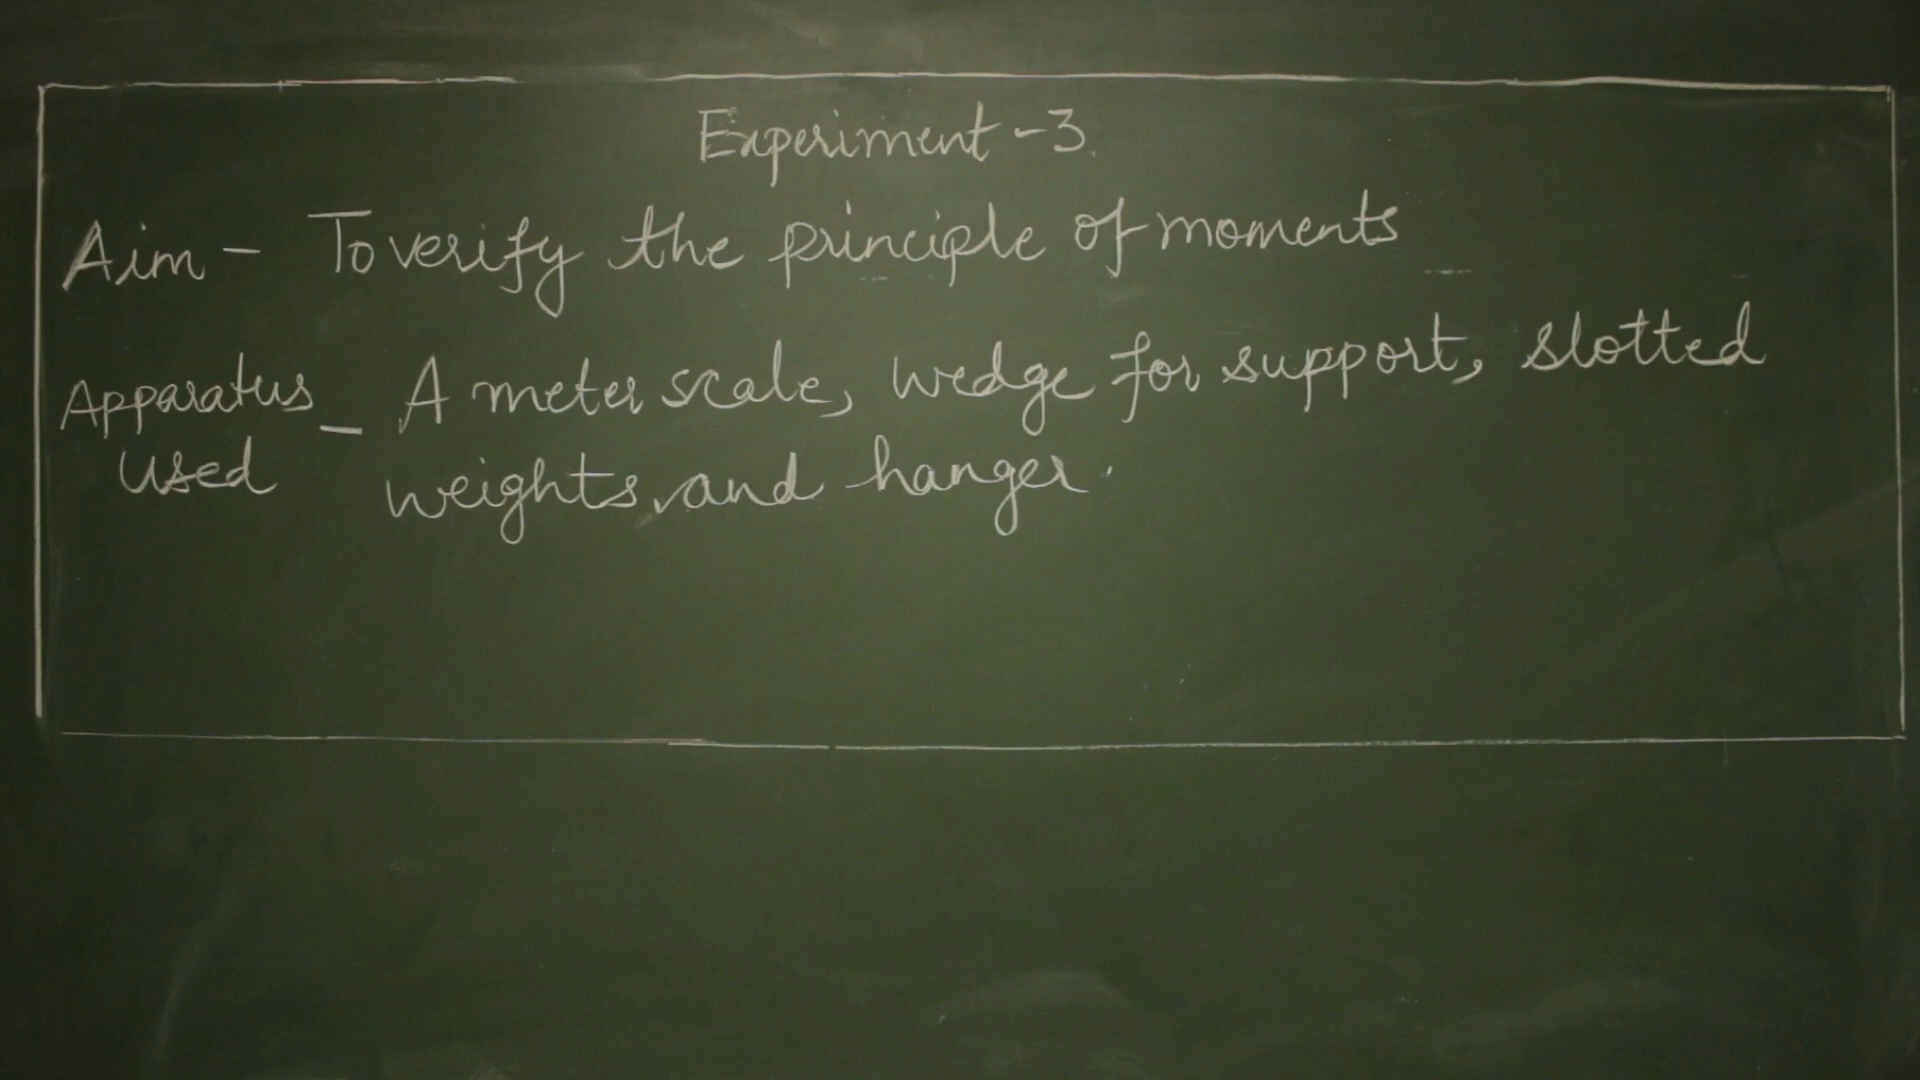 Experiment - 3.
Aim - To verify the principle of moments
Apparatus used - A meter scale, wedge for support, slotted
weights, and hanger.